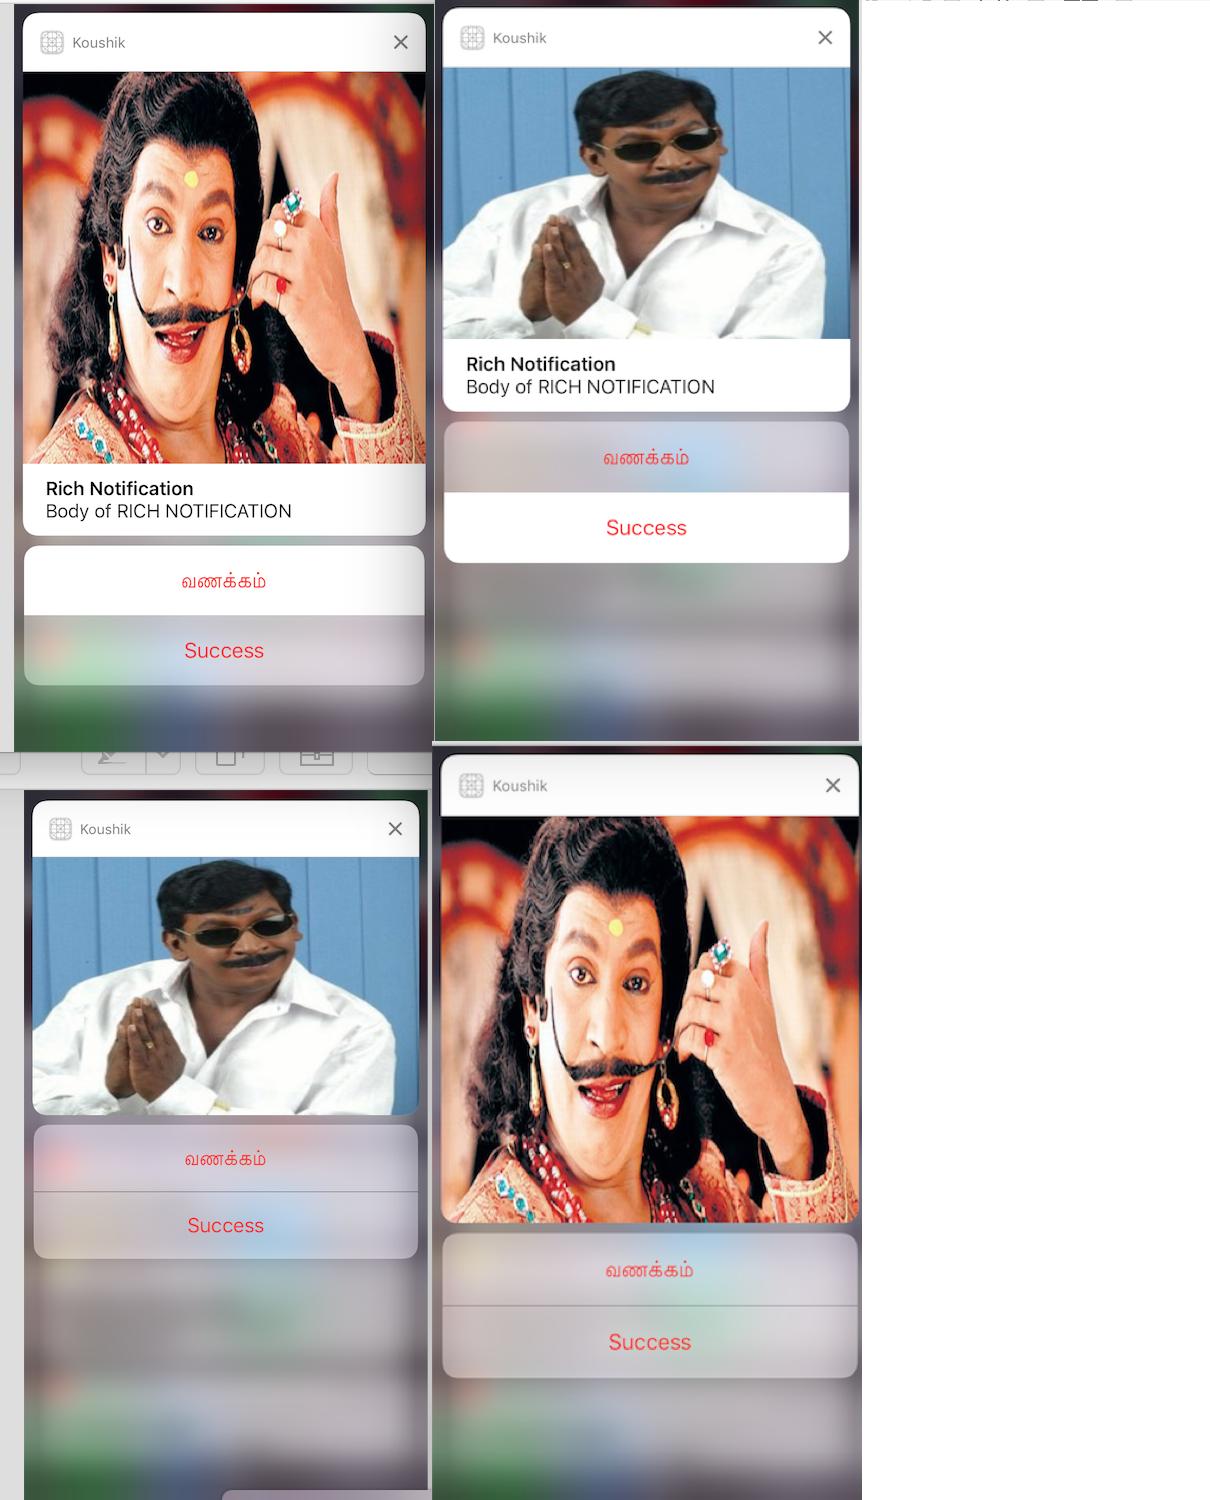 Koushik
Rich Notification
Body of RICH NOTIFICATION
வணக்கம்
Success
Koushik
Rich Notification
Body of RICH NOTIFICATION
வணக்கம்
Success
Koushik
வணக்கம்
Success
Koushik
வணக்கம்
Success